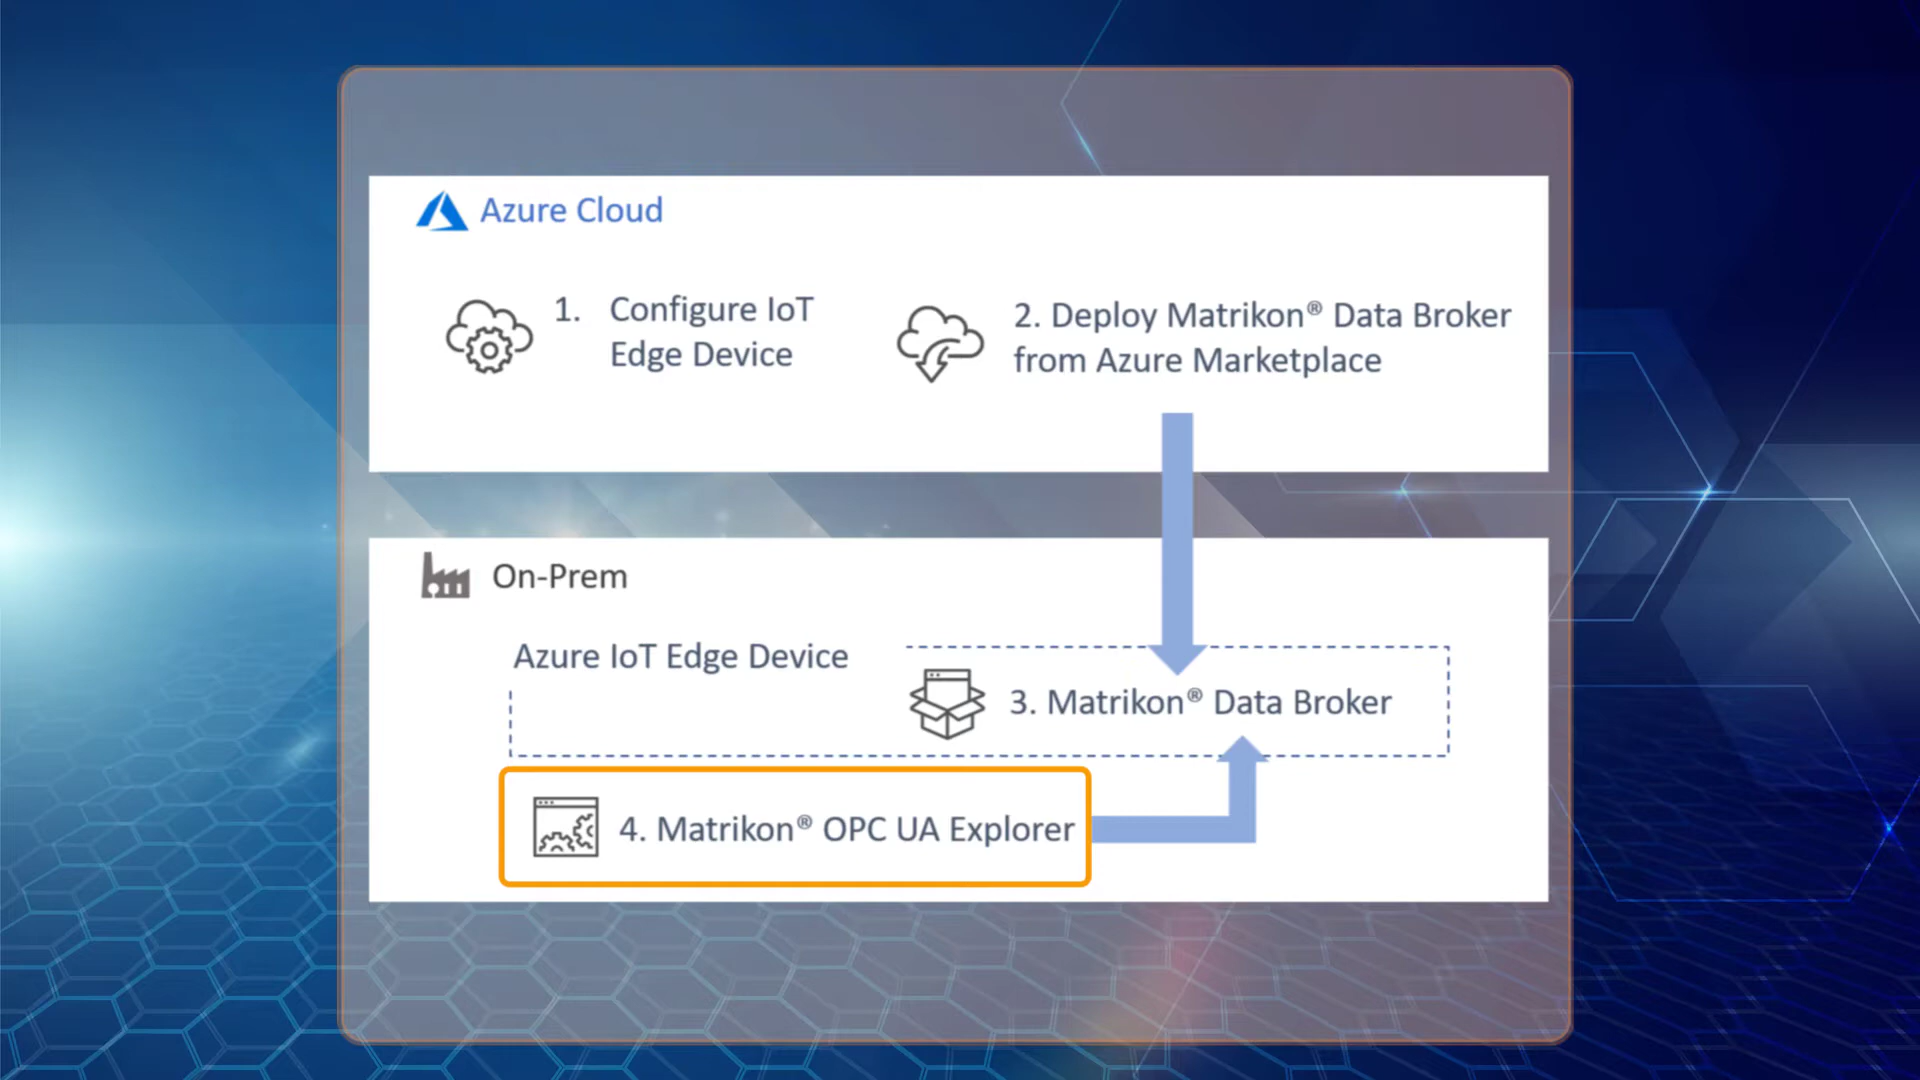 Azure Cloud
1. Configure IoT
Edge Device
2. Deploy Matrikon® Data Broker
from Azure Marketplace
On-Prem
Azure IoT Edge Device
3. Matrikon® Data Broker
4. Matrikon® OPC UA Explorer